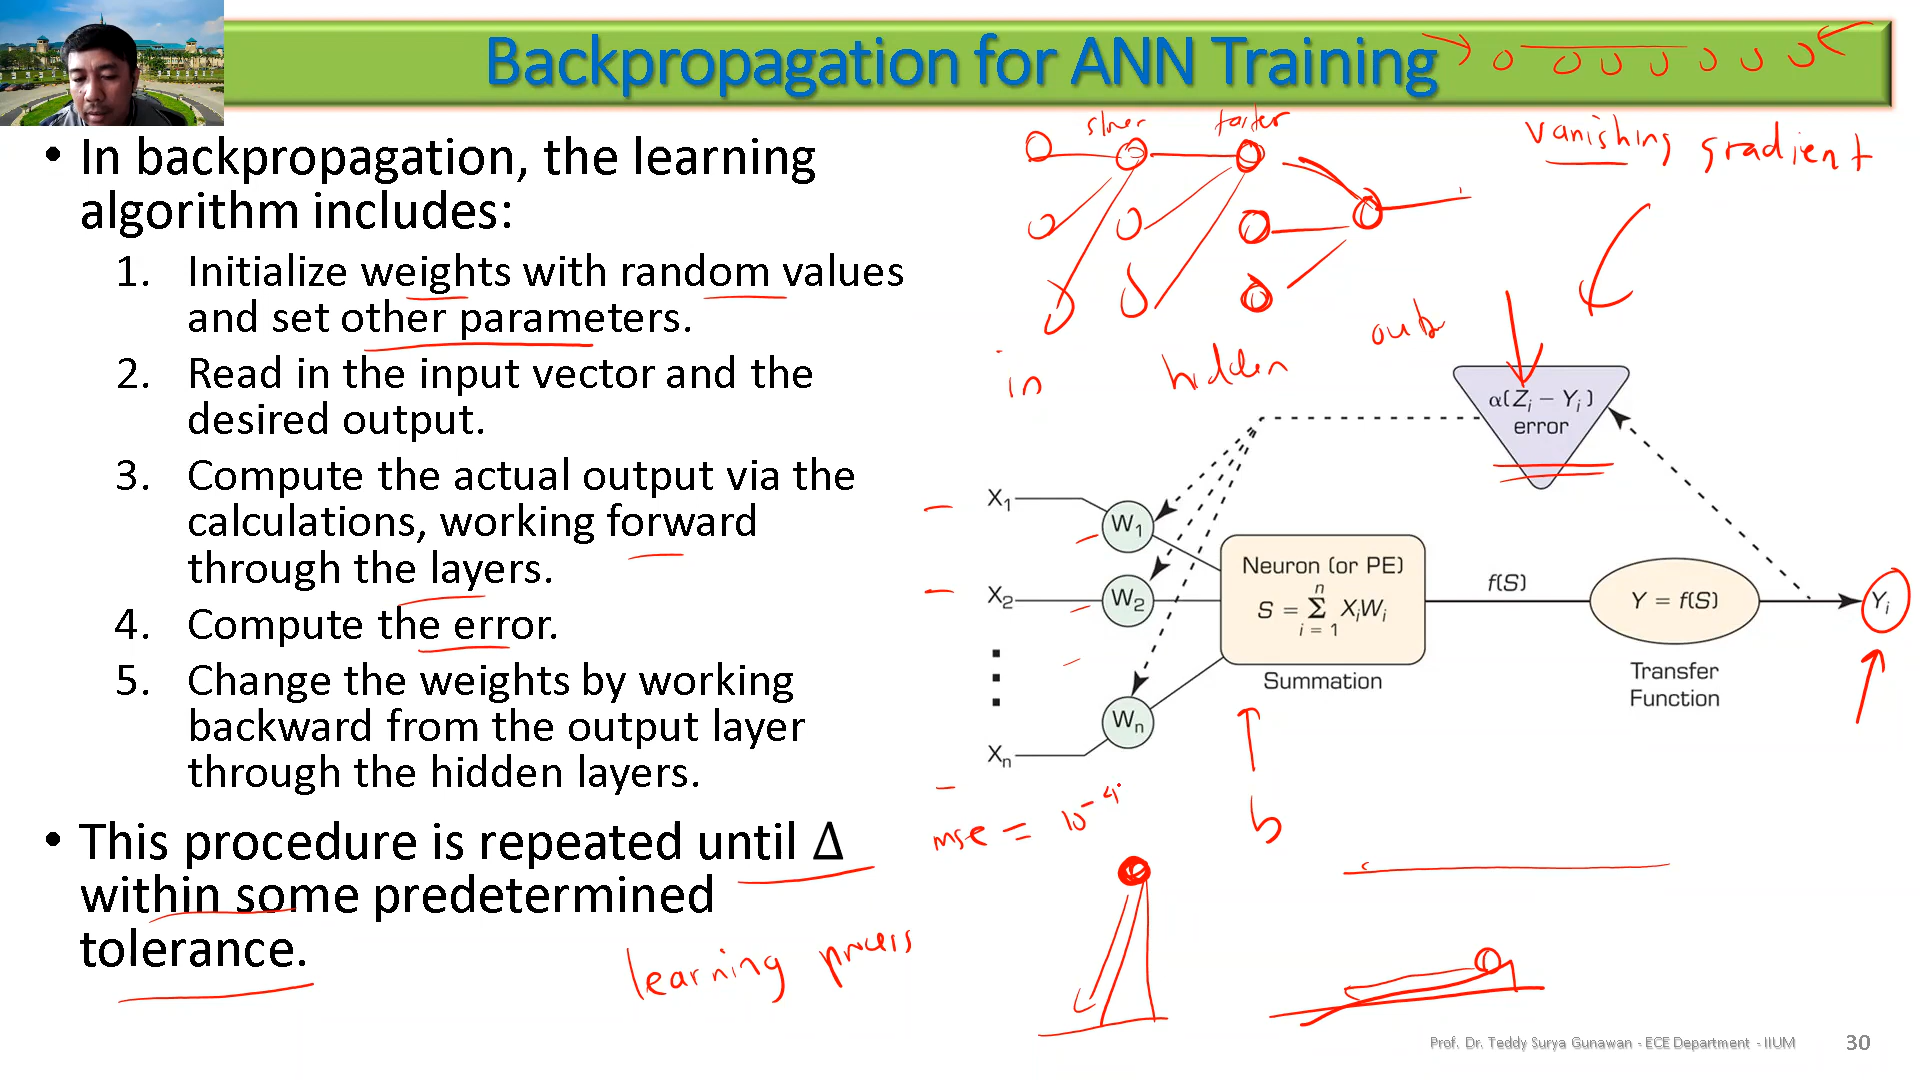 Backpropagation for ANN Training
• In backpropagation, the learning
algorithm includes:
1. Initialize weights with random values
and set other parameters.
2. Read in the input vector and the
desired output.
3. Compute the actual output via the
calculations, working forward
through the layers.
4. Compute the error.
5. Change the weights by working
backward from the output layer
through the hidden layers.
• This procedure is repeated until Δ
within some predetermined
tolerance.
learning process
slower
faster
vanishing gradient
in
hidden
out
α(Zi − Yi)
error
X1
W1
X2
W2
Xn
Wn
Neuron (or PE)
S = Σ XiWi
n
i = 1
Summation
f(S)
Y = f(S)
Transfer
Function
Yi
b
mse = 10^-4
Prof. Dr. Teddy Surya Gunawan - ECE Department - IIUM
30